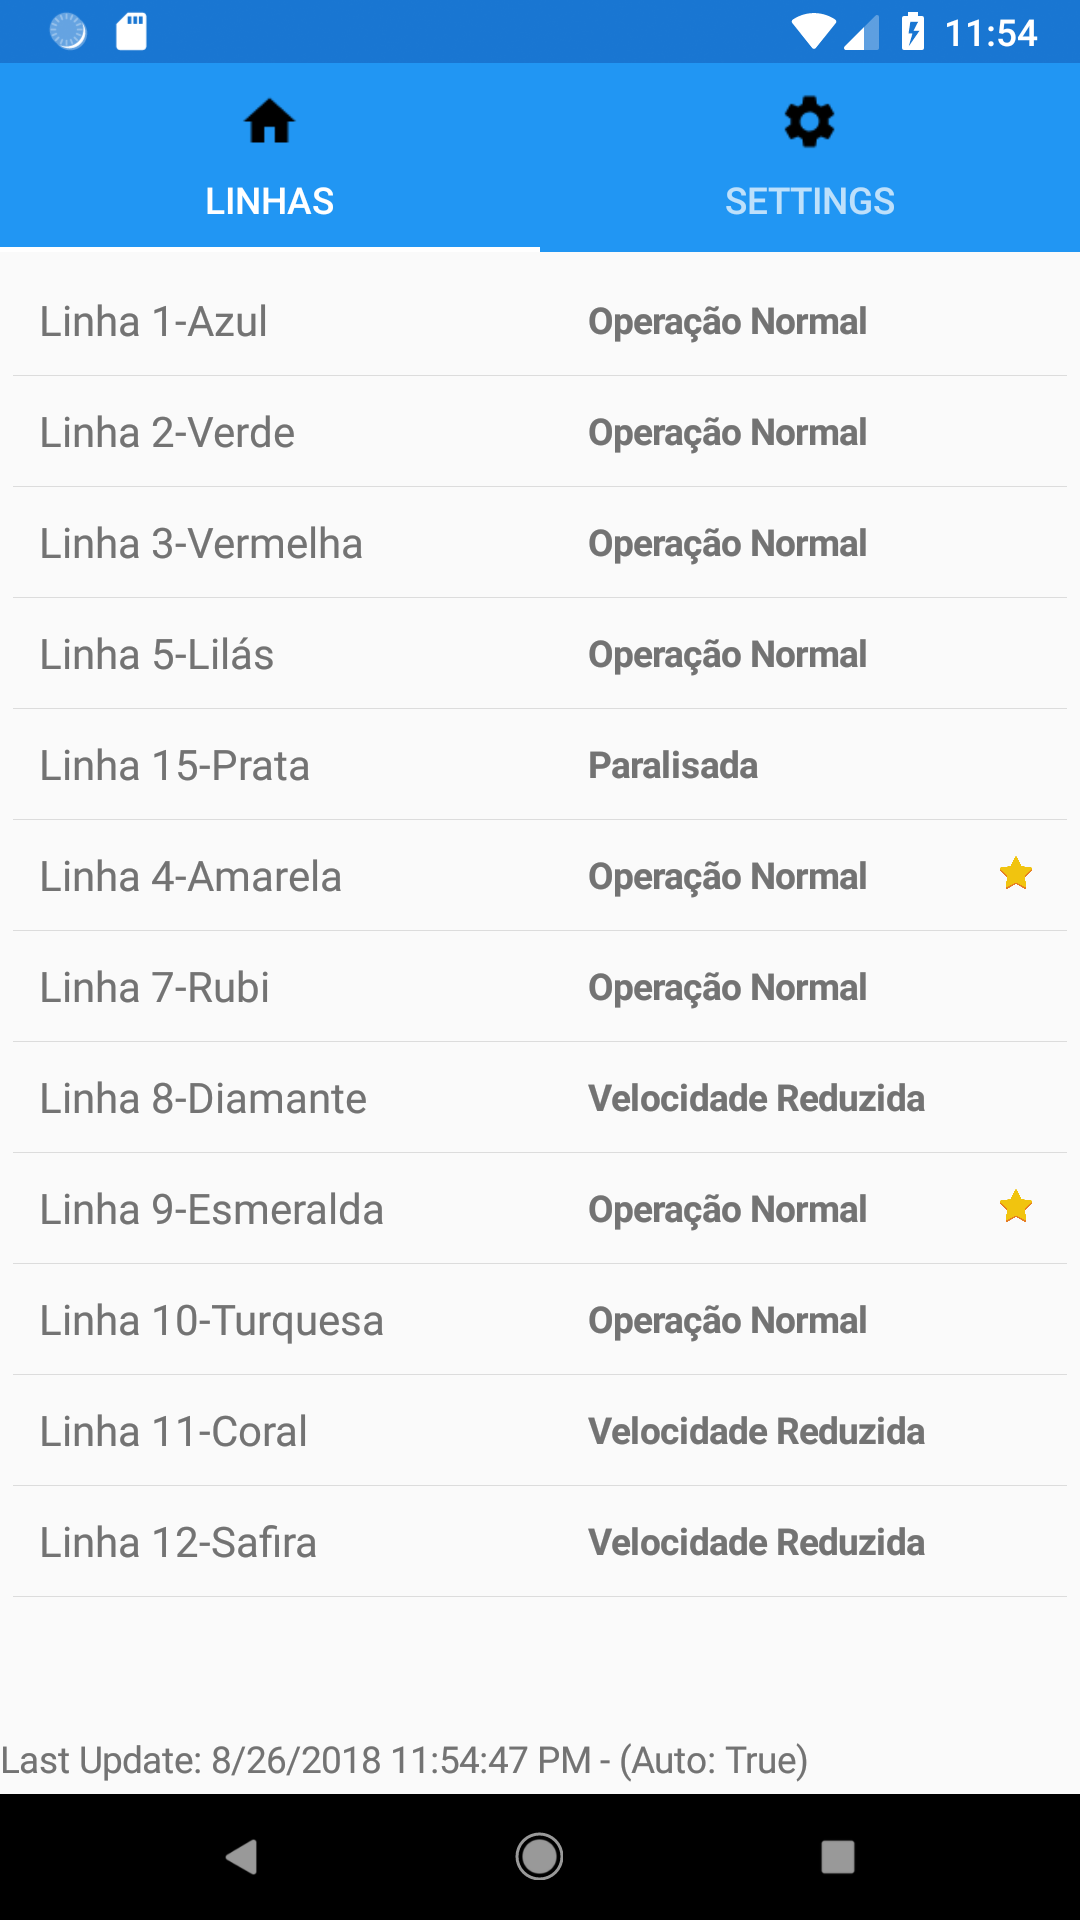 11:54
LINHAS SETTINGS
Linha 1-Azul Operação Normal
Linha 2-Verde Operação Normal
Linha 3-Vermelha Operação Normal
Linha 5-Lilás Operação Normal
Linha 15-Prata Paralisada
Linha 4-Amarela Operação Normal
Linha 7-Rubi Operação Normal
Linha 8-Diamante Velocidade Reduzida
Linha 9-Esmeralda Operação Normal
Linha 10-Turquesa Operação Normal
Linha 11-Coral Velocidade Reduzida
Linha 12-Safira Velocidade Reduzida
Last Update: 8/26/2018 11:54:47 PM - (Auto: True)